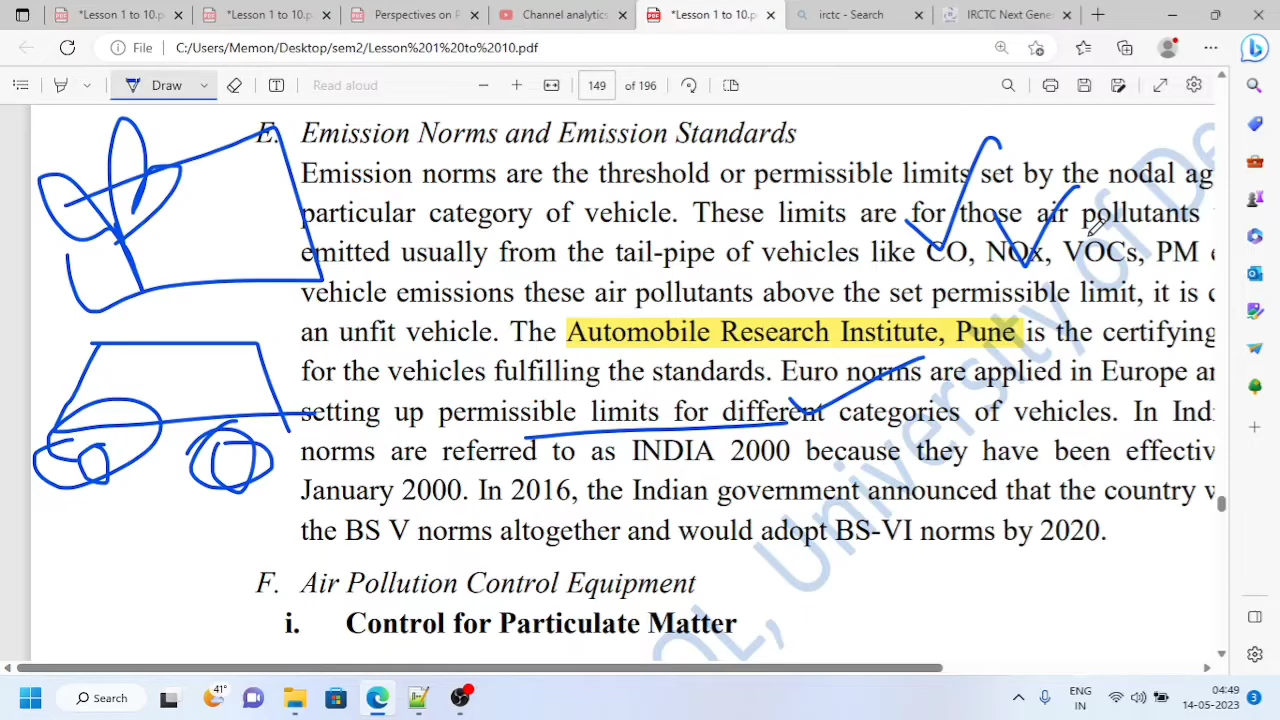 *Lesson 1 to 10.p
*Lesson 1 to 10.p
Perspectives on P
Channel analytics
*Lesson 1 to 10.p
irctc - Search
IRCTC Next Gene
File
C:/Users/Memon/Desktop/sem2/Lesson%201%20to%2010.pdf
Draw
Read aloud
149 of 196
E. Emission Norms and Emission Standards
Emission norms are the threshold or permissible limits set by the nodal ag
particular category of vehicle. These limits are for those air pollutants
emitted usually from the tail-pipe of vehicles like CO, NOx, VOCs, PM e
vehicle emissions these air pollutants above the set permissible limit, it is c
an unfit vehicle. The Automobile Research Institute, Pune is the certifying
for the vehicles fulfilling the standards. Euro norms are applied in Europe an
setting up permissible limits for different categories of vehicles. In Indi
norms are referred to as INDIA 2000 because they have been effectiv
January 2000. In 2016, the Indian government announced that the country w
the BS V norms altogether and would adopt BS-VI norms by 2020.
F. Air Pollution Control Equipment
i. Control for Particulate Matter
OL, University of De
Search
41°
ENG
IN
04:49
14-05-2023
3